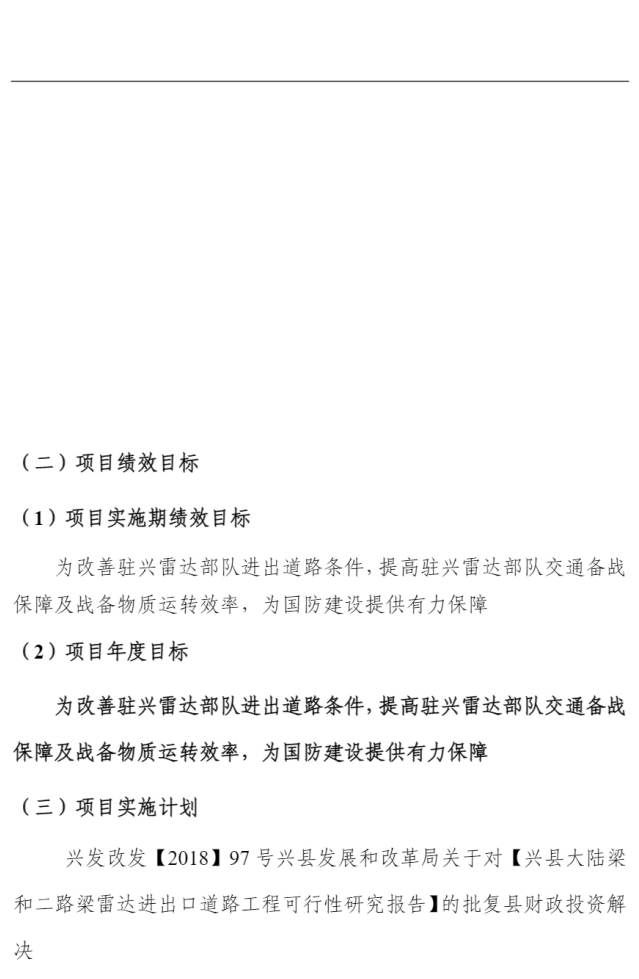 （二）项目绩效目标
（1）项目实施期绩效目标
为改善驻兴雷达部队进出道路条件，提高驻兴雷达部队交通备战
保障及战备物质运转效率，为国防建设提供有力保障
（2）项目年度目标
为改善驻兴雷达部队进出道路条件，提高驻兴雷达部队交通备战
保障及战备物质运转效率，为国防建设提供有力保障
（三）项目实施计划
兴发改发【2018】97 号兴县发展和改革局关于对【兴县大陆梁
和二路梁雷达进出口道路工程可行性研究报告】的批复县财政投资解
决